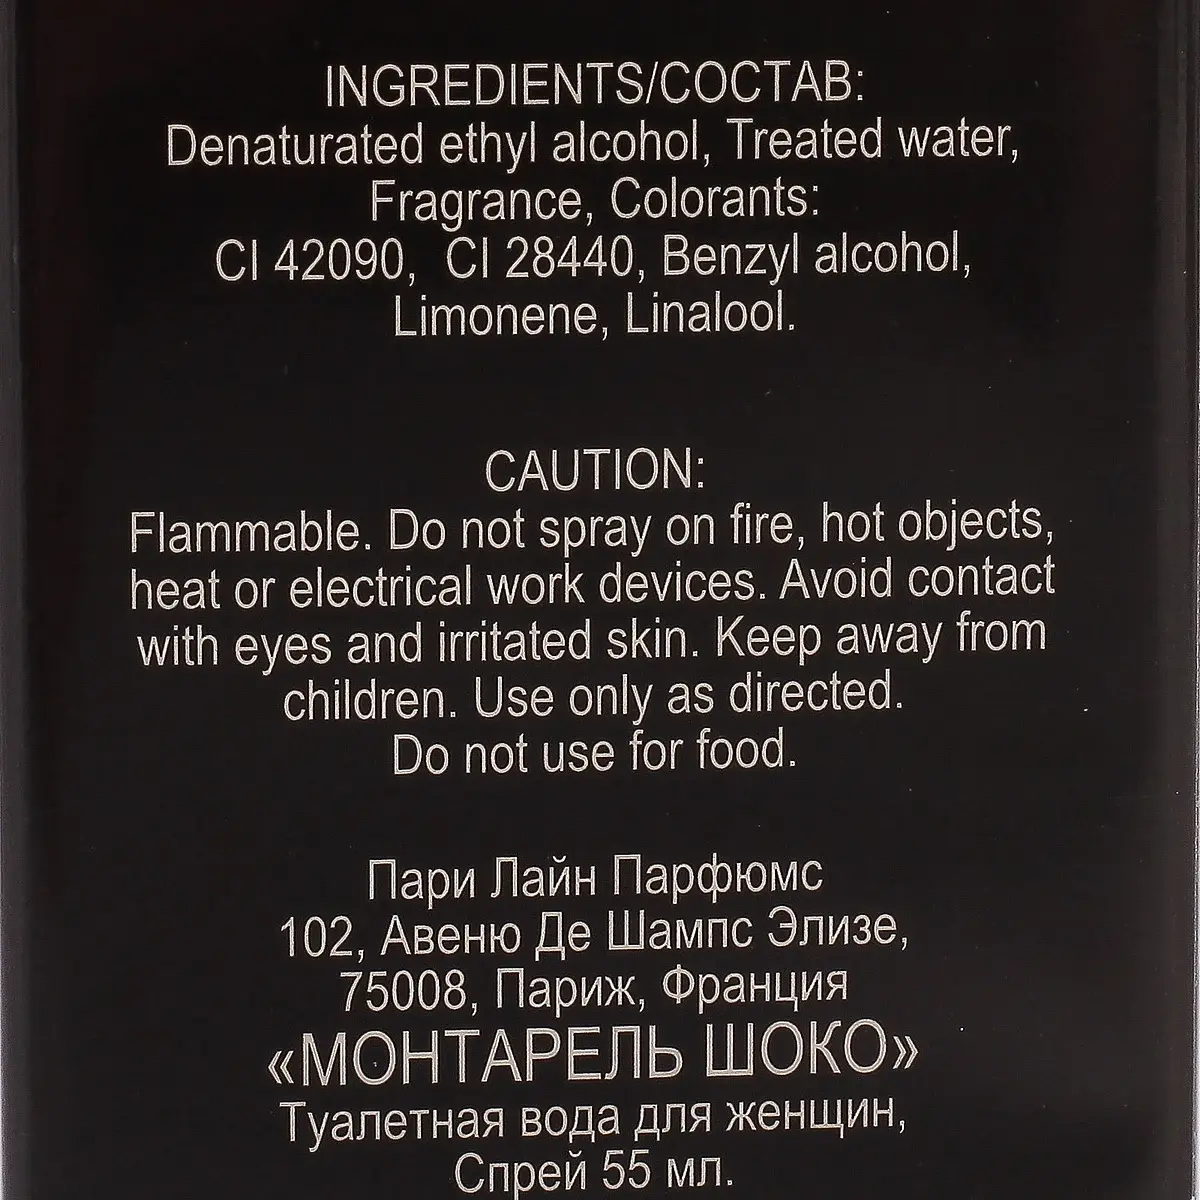 INGREDIENTS/СОСТАВ:
Denaturated ethyl alcohol, Treated water,
Fragrance, Colorants:
CI 42090, CI 28440, Benzyl alcohol,
Limonene, Linalool.
CAUTION:
Flammable. Do not spray on fire, hot objects,
heat or electrical work devices. Avoid contact
with eyes and irritated skin. Keep away from
children. Use only as directed.
Do not use for food.
Пари Лайн Парфюмс
102, Авеню Де Шампс Элизе,
75008, Париж, Франция
«МОНТАРЕЛЬ ШОКО»
Туалетная вода для женщин,
Спрей 55 мл.